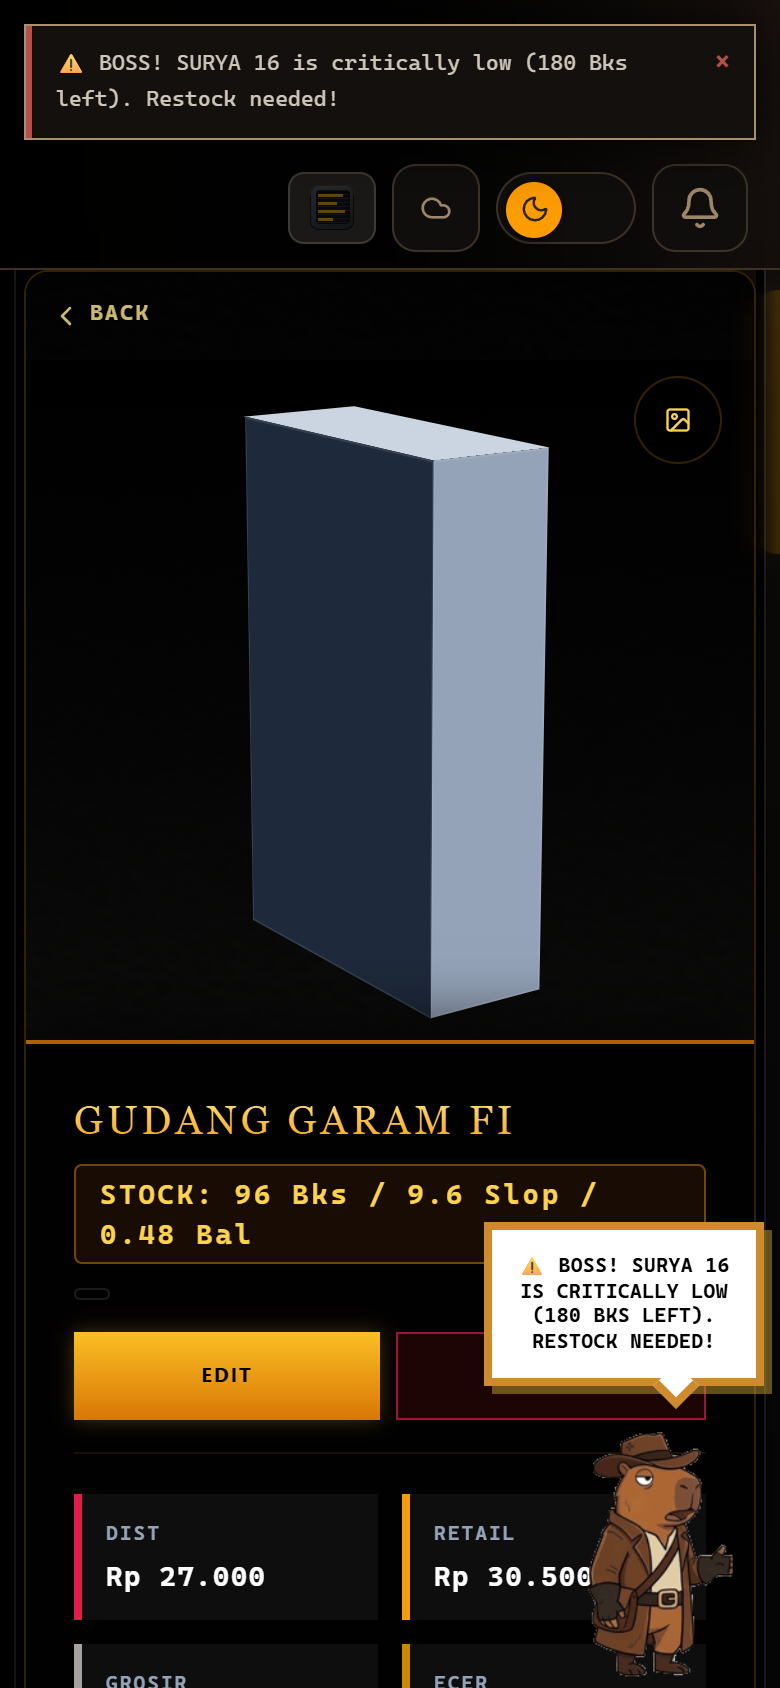 ⚠️ BOSS! SURYA 16 is critically low (180 Bks
left). Restock needed!
×
BACK
GUDANG GARAM FI
STOCK: 96 Bks / 9.6 Slop /
0.48 Bal
⚠️ BOSS! SURYA 16
IS CRITICALLY LOW
(180 BKS LEFT).
RESTOCK NEEDED!
EDIT
DIST
Rp 27.000
RETAIL
Rp 30.500
GROSIR
ECER